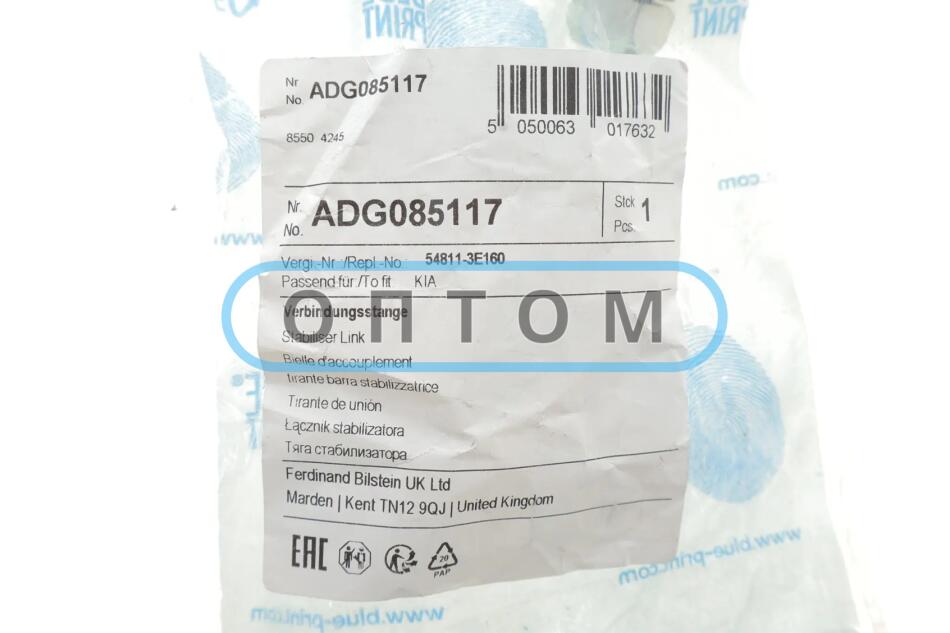 Nr. ADG085117
No.
5 050063 017632
8550 4245
Nr. ADG085117
No.
Stck 1
Pcs.
Vergl.-Nr./Repl.-No.: 54811-3E160
Passend für/To fit KIA
ОПТОМ
Verbindungsstange
Stabiliser Link
Bielle d'accouplement
Tirante barra stabilizzatrice
Tirante de unión
Łącznik stabilizatora
Тяга стабилизатора
Ferdinand Bilstein UK Ltd
Marden | Kent TN12 9QJ | United Kingdom
EAC
20
PAP
www.blue-print.com
www.blue-print.com